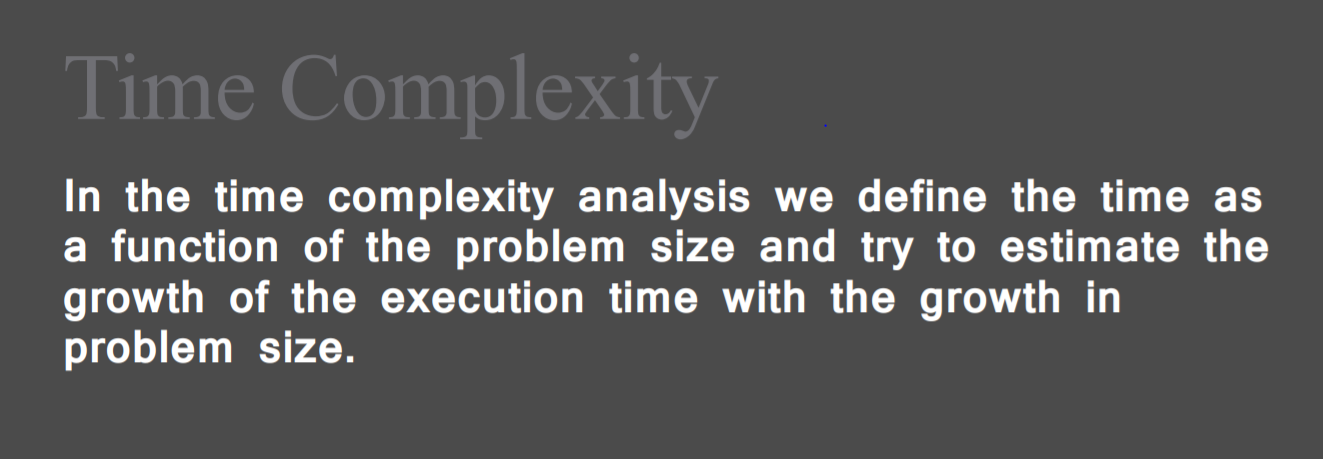 Time Complexity
In the time complexity analysis we define the time as
a function of the problem size and try to estimate the
growth of the execution time with the growth in
problem size.